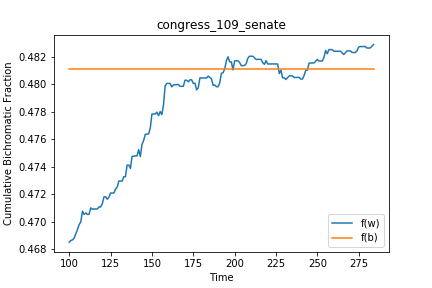 congress_109_senate
Cumulative Bichromatic Fraction
0.482
0.480
0.478
0.476
0.474
0.472
0.470
0.468
100 125 150 175 200 225 250 275
Time
f(w)
f(b)